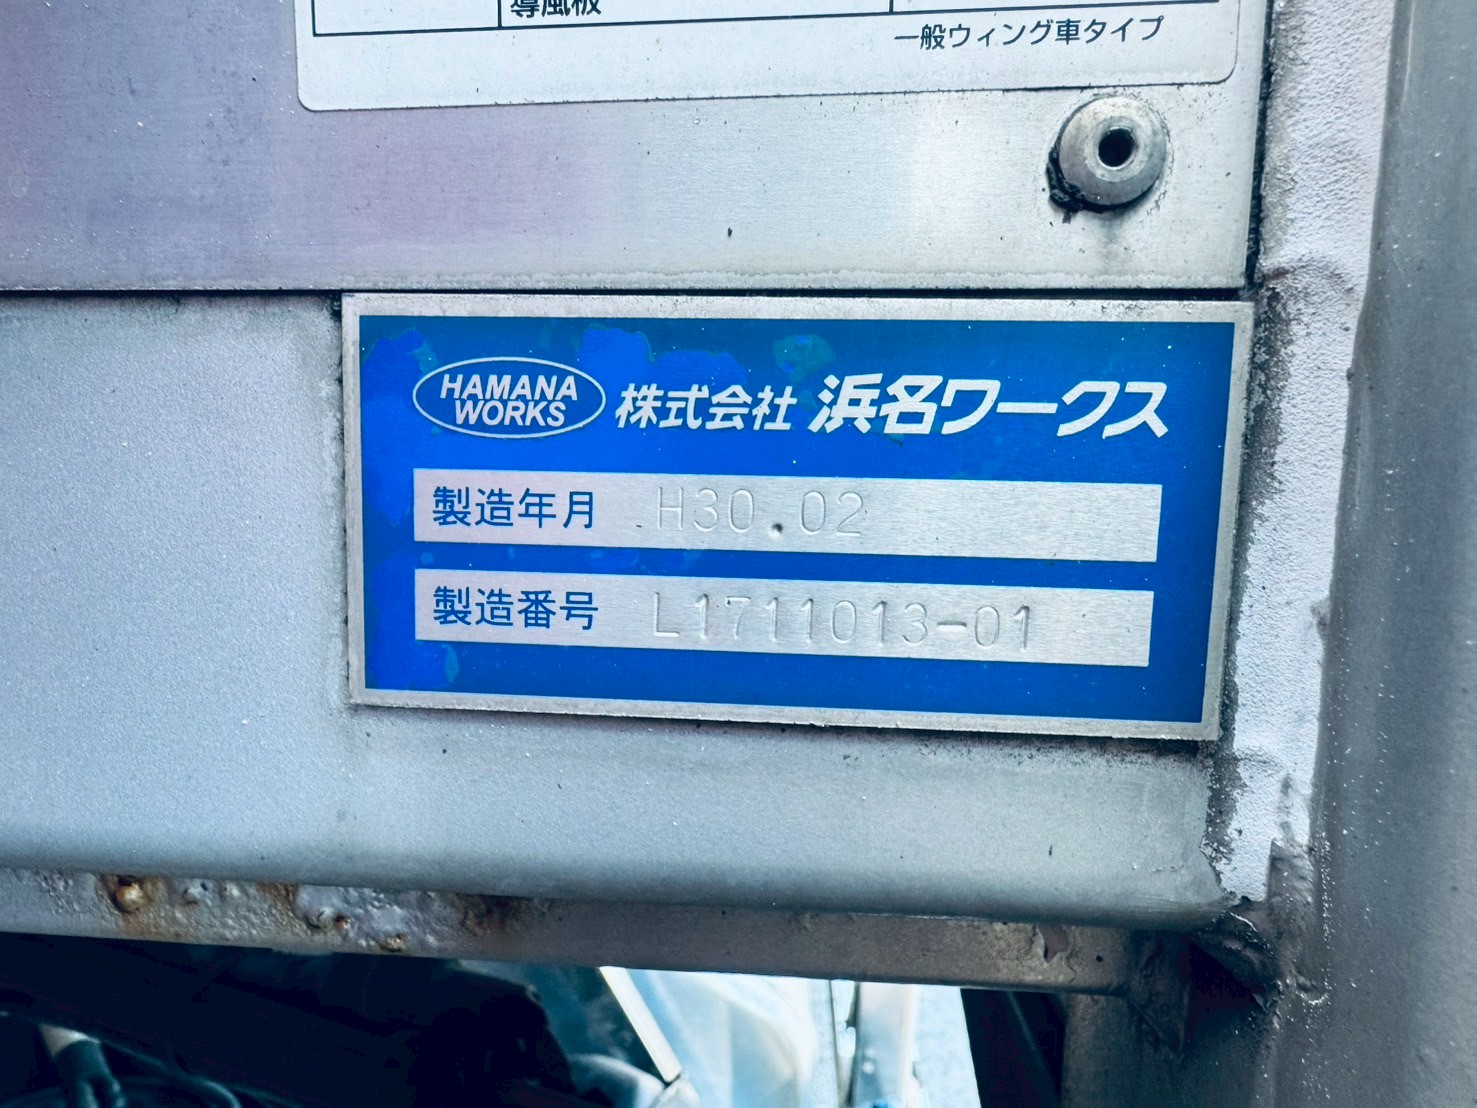 導風板
一般ウィング車タイプ
HAMANA
WORKS
株式会社 浜名ワークス
製造年月 H30.02
製造番号 L1711013-01